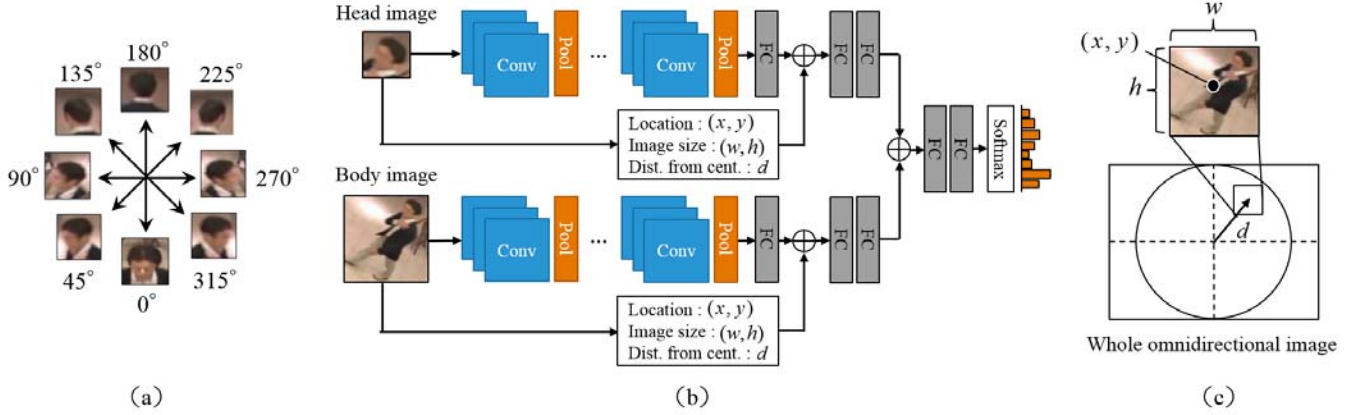 180°
135°
225°
90°
270°
45°
315°
0°
(a)
Head image
Conv
Pool
...
Conv
Pool
FC
FC
FC
Location : (x, y)
Image size : (w, h)
Dist. from cent. : d
Body image
Conv
Pool
...
Conv
Pool
FC
FC
FC
Location : (x, y)
Image size : (w, h)
Dist. from cent. : d
FC
FC
Softmax
(b)
w
(x, y)
h
d
Whole omnidirectional image
(c)